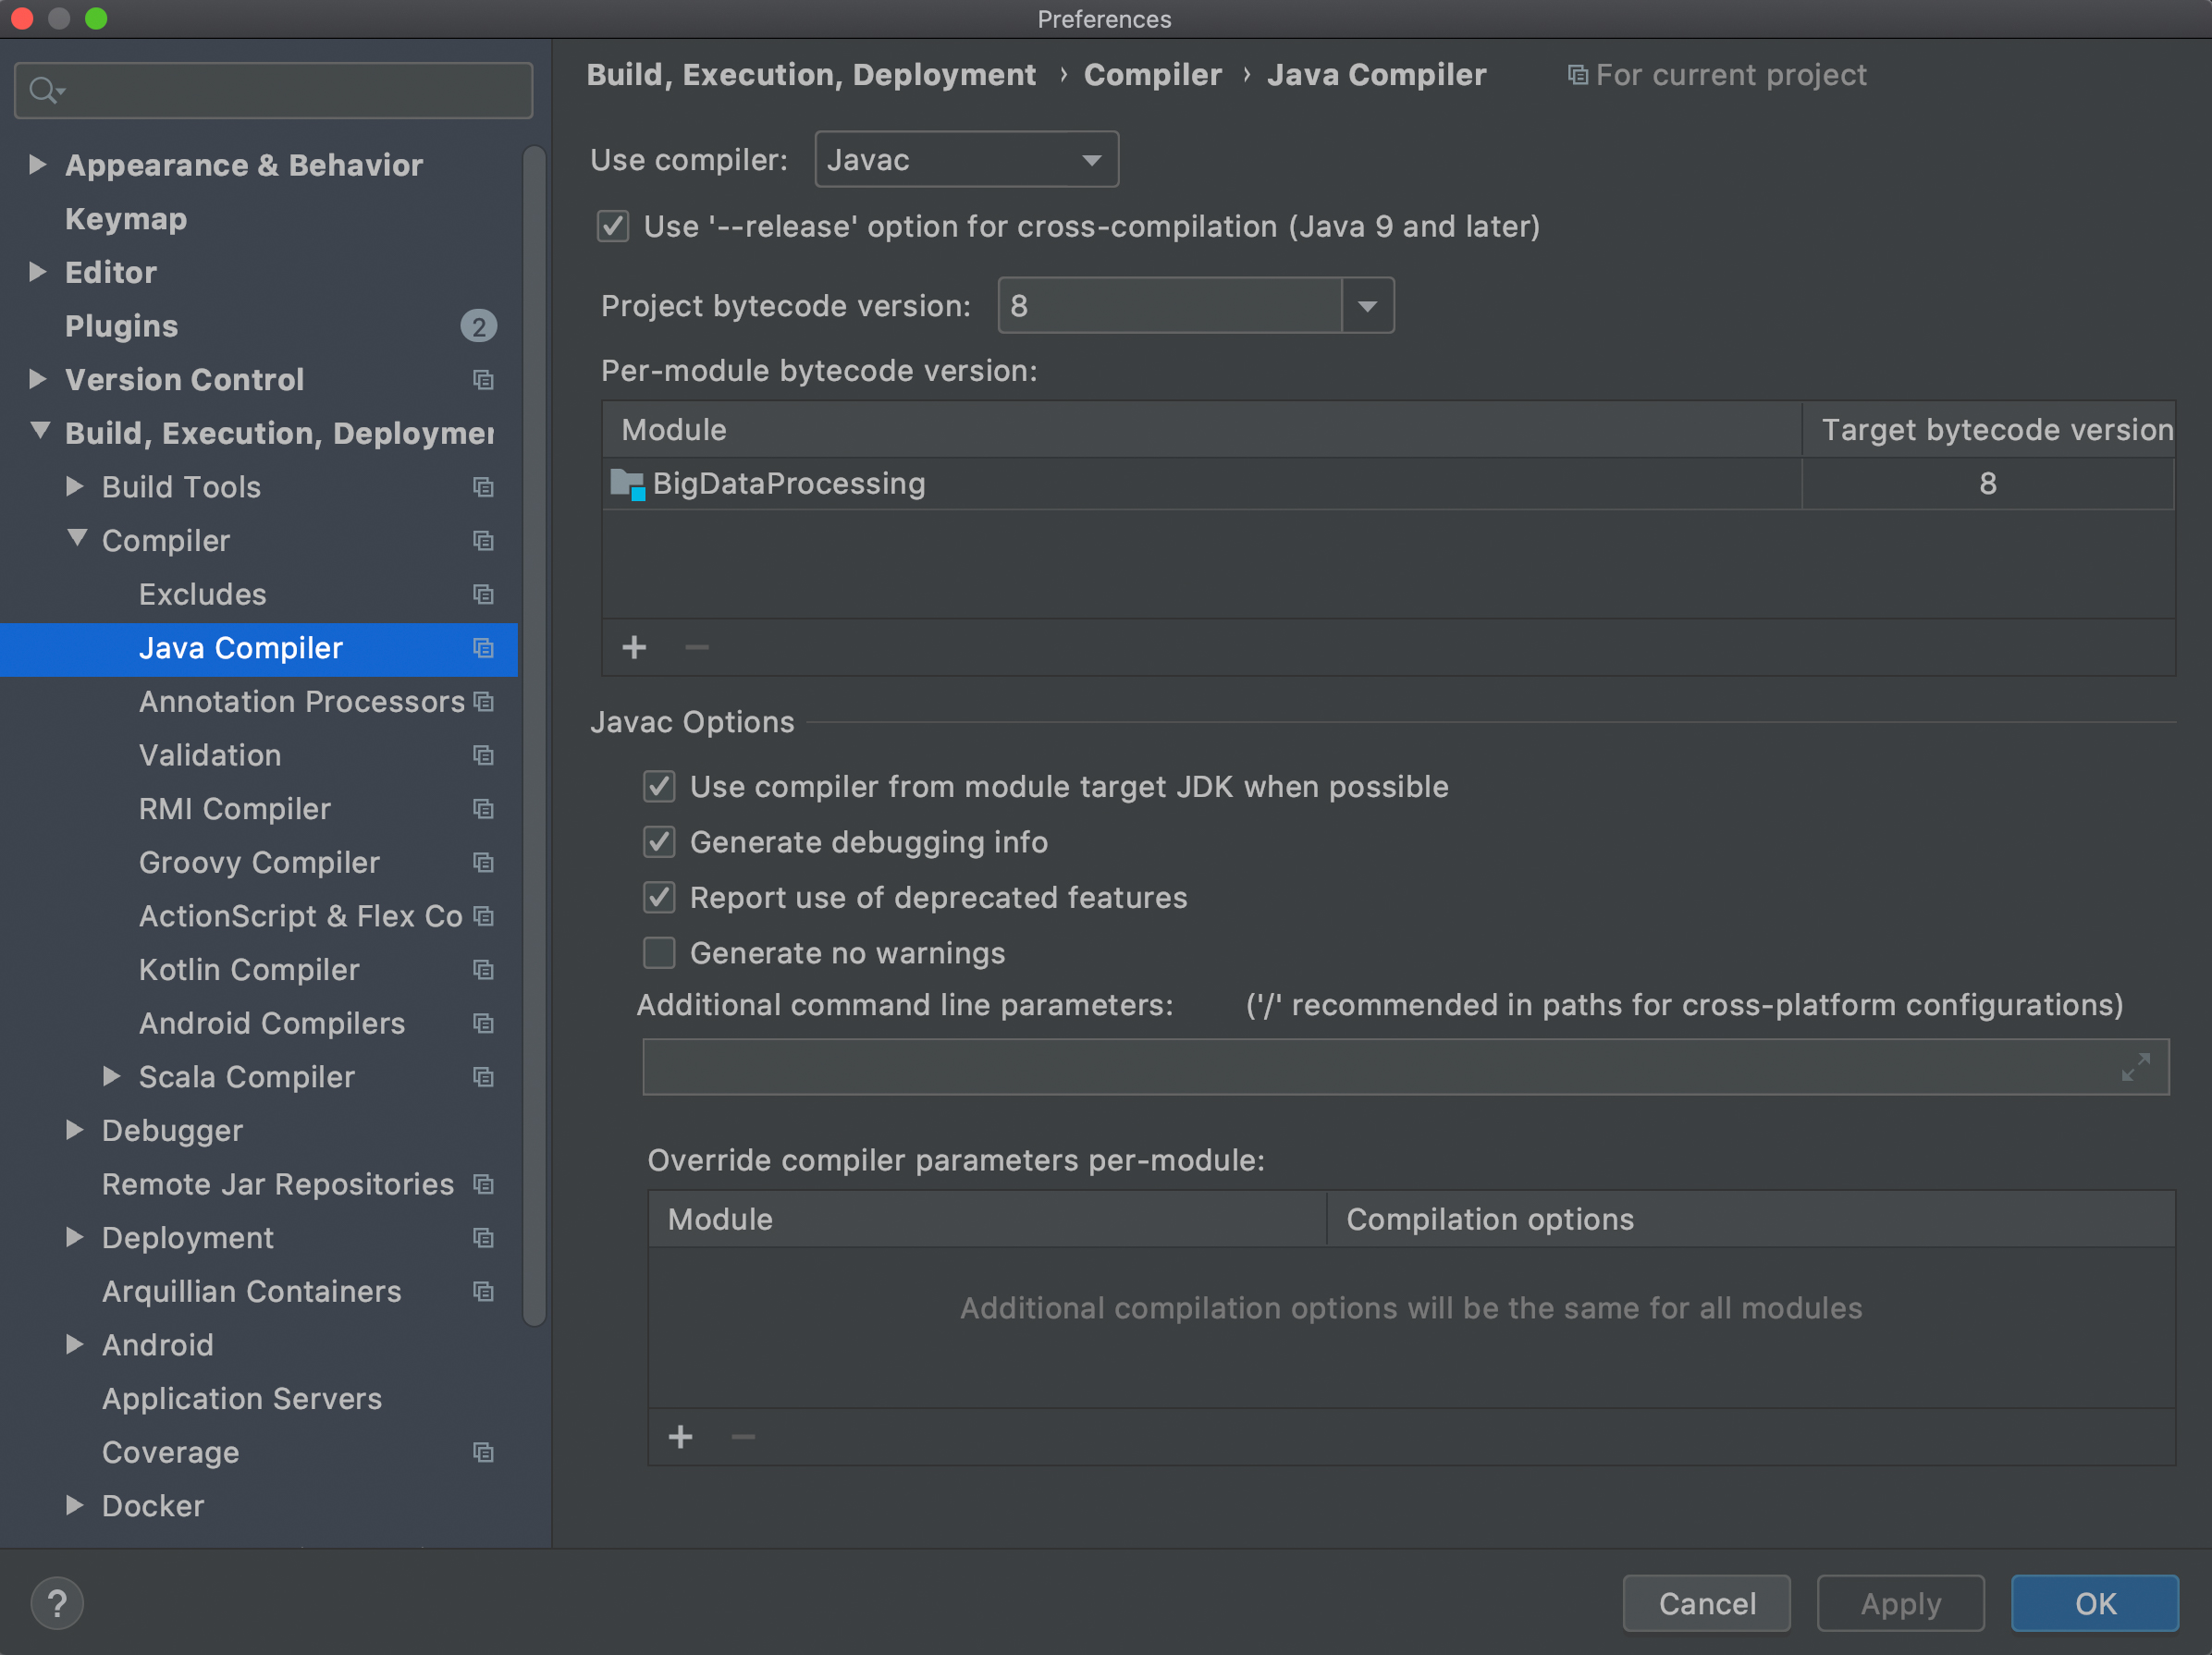 Preferences
Appearance & Behavior
Keymap
Editor
Plugins 2
Version Control
Build, Execution, Deploymer
Build Tools
Compiler
Excludes
Java Compiler
Annotation Processors
Validation
RMI Compiler
Groovy Compiler
ActionScript & Flex Co
Kotlin Compiler
Android Compilers
Scala Compiler
Debugger
Remote Jar Repositories
Deployment
Arquillian Containers
Android
Application Servers
Coverage
Docker
Build, Execution, Deployment › Compiler › Java Compiler For current project
Use compiler: Javac
Use '--release' option for cross-compilation (Java 9 and later)
Project bytecode version: 8
Per-module bytecode version:
Module Target bytecode version
BigDataProcessing 8
+ −
Javac Options
Use compiler from module target JDK when possible
Generate debugging info
Report use of deprecated features
Generate no warnings
Additional command line parameters: ('/' recommended in paths for cross-platform configurations)
Override compiler parameters per-module:
Module Compilation options
Additional compilation options will be the same for all modules
+ −
? Cancel Apply OK